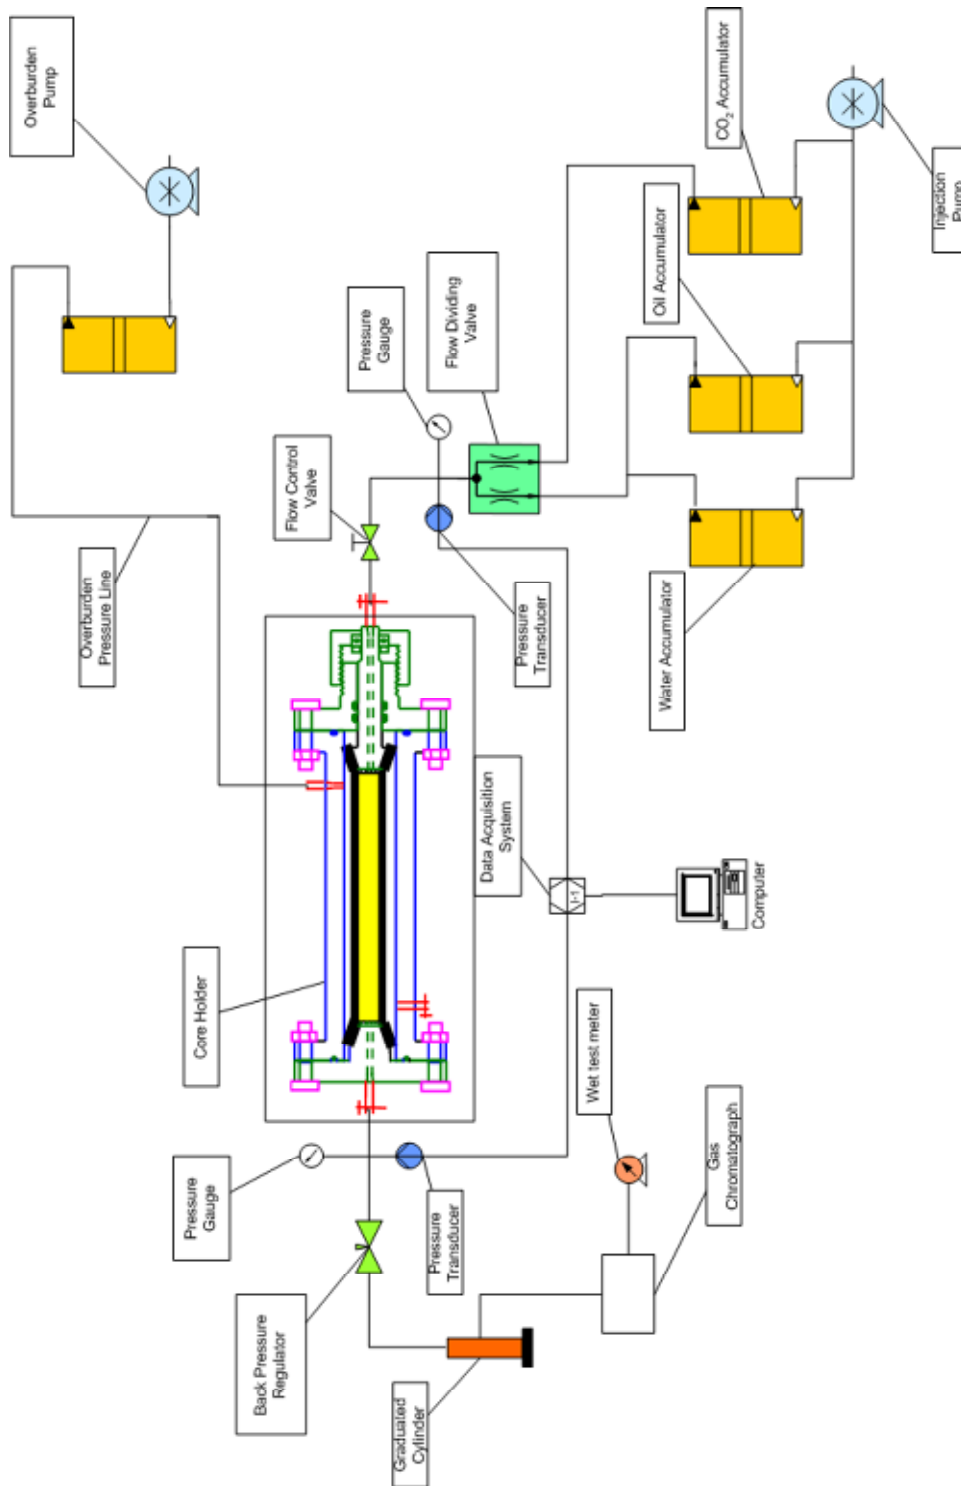 Overburden
Pump
CO₂ Accumulator
Injection
Pump
Oil Accumulator
Flow Dividing
Valve
Pressure
Gauge
Flow Control
Valve
Overburden
Pressure Line
Water Accumulator
Pressure
Transducer
Data Acquisition
System
I-1
Computer
Core Holder
Wet test meter
Gas
Chromatograph
Pressure
Gauge
Pressure
Transducer
Back Pressure
Regulator
Graduated
Cylinder